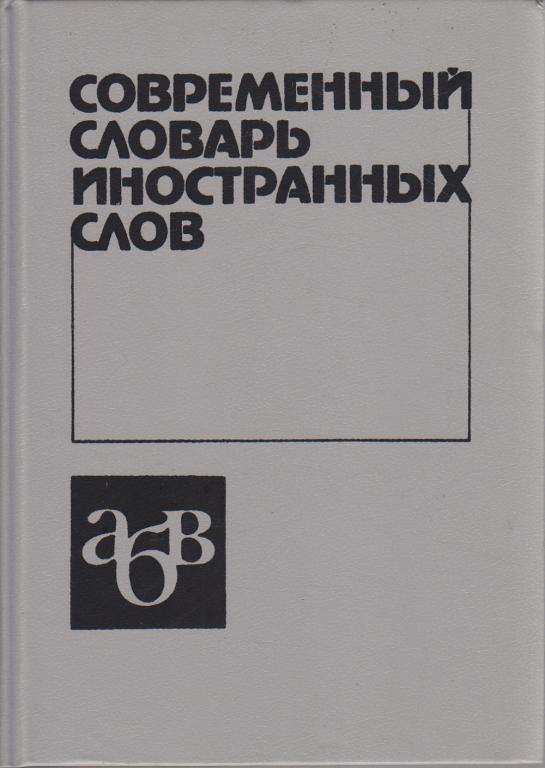 СОВРЕМЕННЫЙ
СЛОВАРЬ
ИНОСТРАННЫХ
СЛОВ
абв